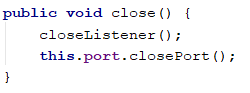 public void close() {
    closeListener();
    this.port.closePort();
}